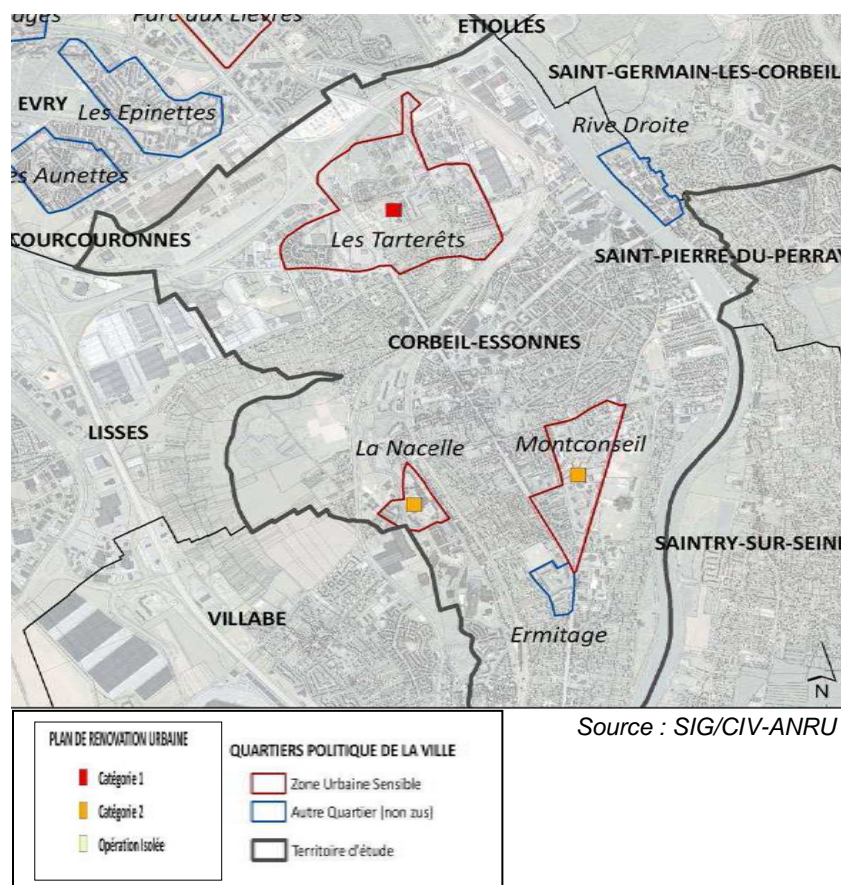 Parc aux Lièvres
ETIOLLES
SAINT-GERMAIN-LES-CORBEIL
EVRY
Les Epinettes
Rive Droite
es Aunettes
Les Tarterêts
COURCOURONNES
SAINT-PIERRE-DU-PERRAY
CORBEIL-ESSONNES
LISSES
La Nacelle
Montconseil
SAINTRY-SUR-SEINE
VILLABE
Ermitage
N
Source : SIG/CIV-ANRU
PLAN DE RENOVATION URBAINE
Catégorie 1
Catégorie 2
Opération Isolée
QUARTIERS POLITIQUE DE LA VILLE
Zone Urbaine Sensible
Autre Quartier (non zus)
Territoire d'étude